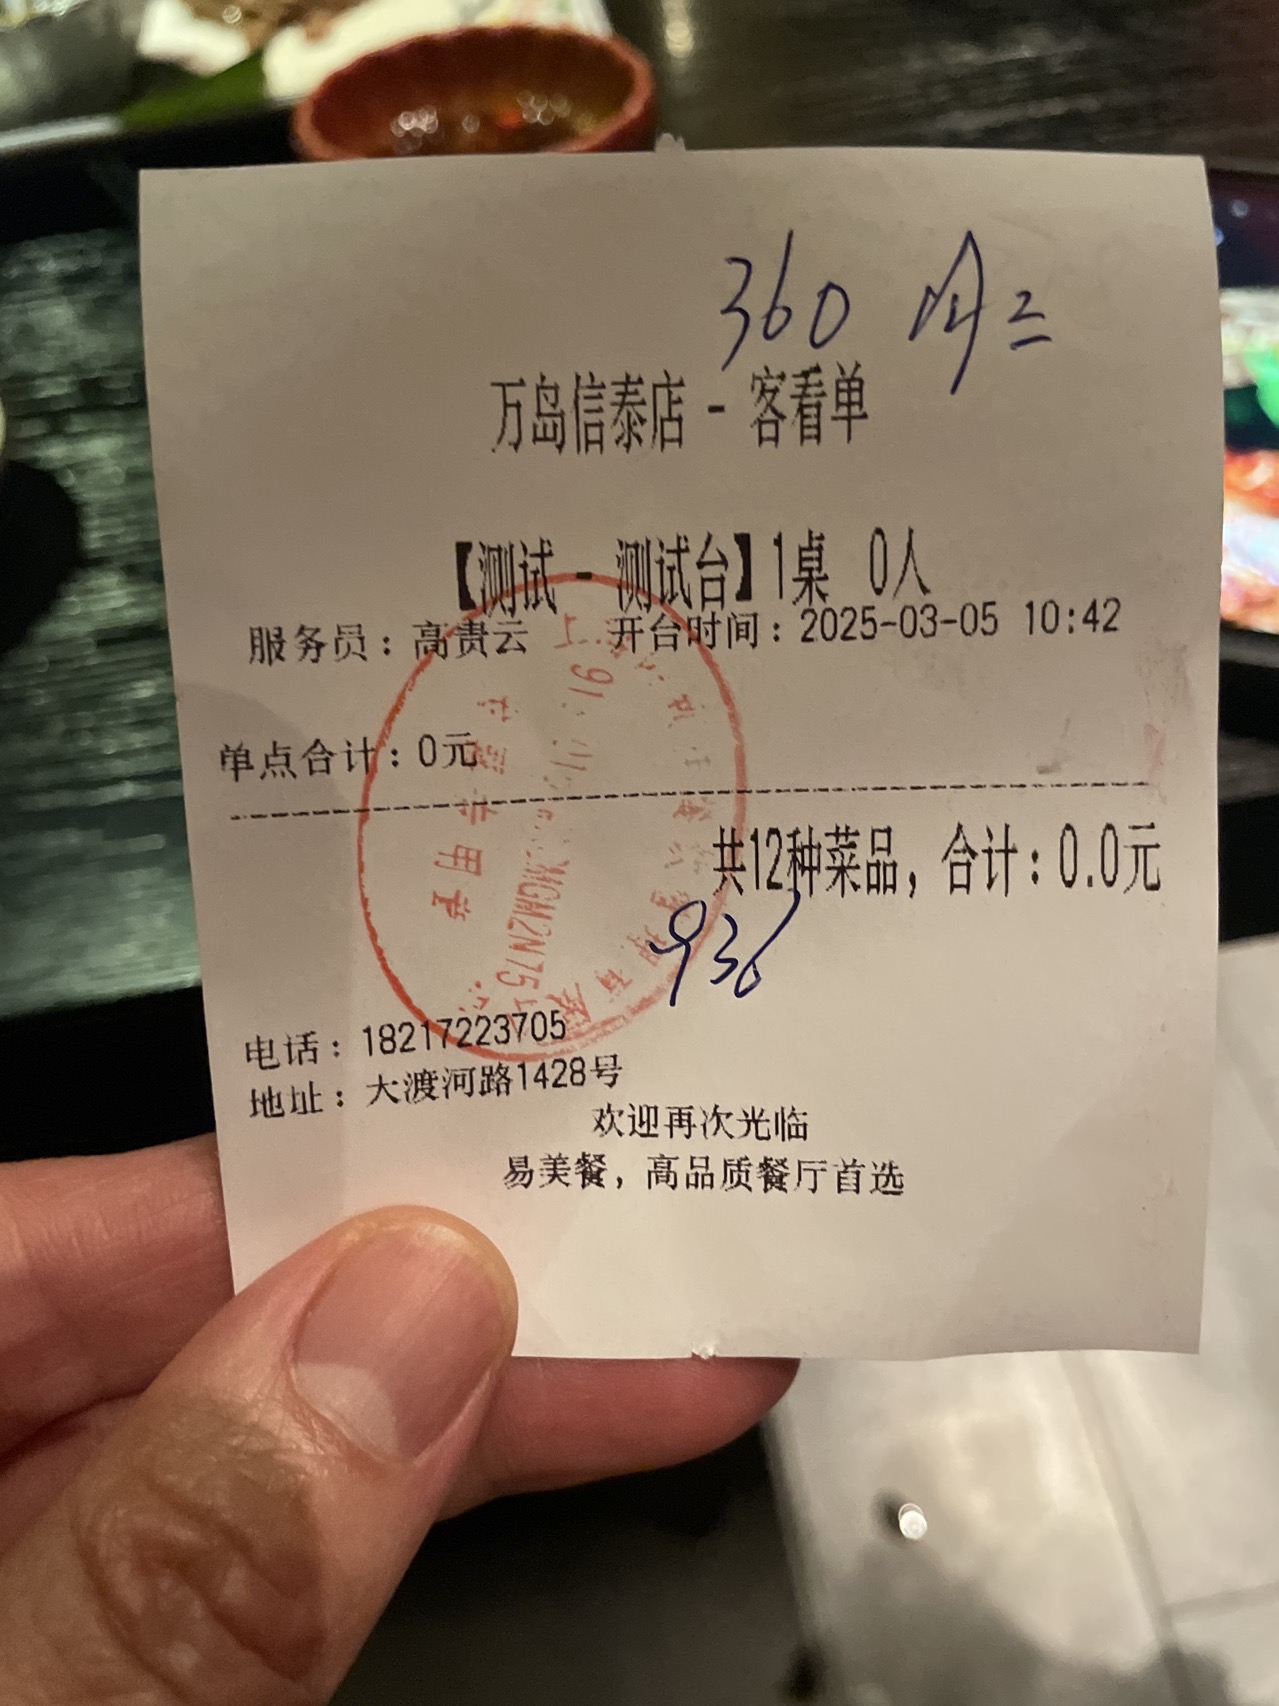 360
万岛信泰店 - 客看单
【测试 - 测试台】1桌 0人
服务员：高贵云 开台时间：2025-03-05 10:42
单点合计：0元
共12种菜品，合计：0.0元
936
电话：18217223705
地址：大渡河路1428号
欢迎再次光临
易美餐，高品质餐厅首选
专用章
MGM2N75